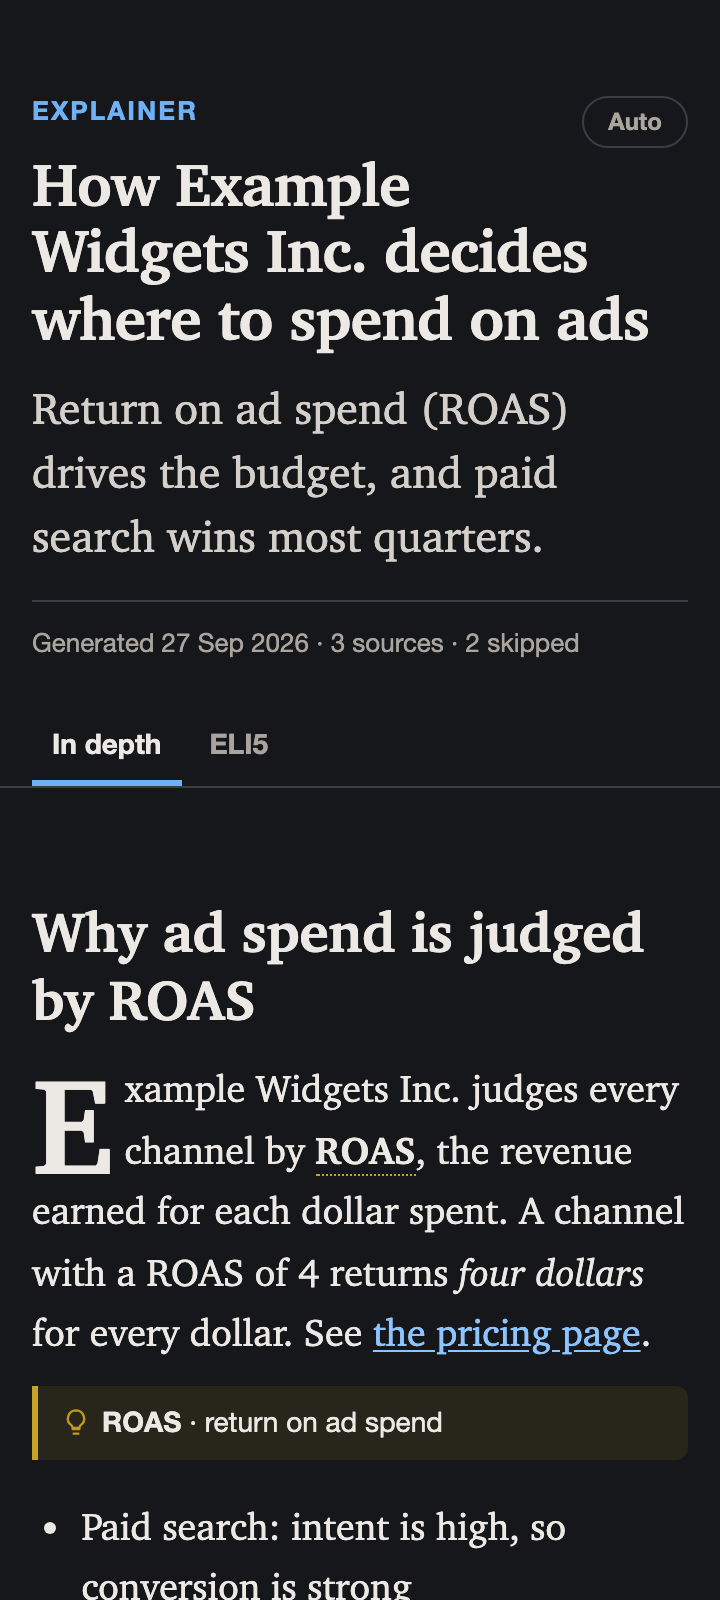 EXPLAINER
Auto
How Example
Widgets Inc. decides
where to spend on ads
Return on ad spend (ROAS)
drives the budget, and paid
search wins most quarters.
Generated 27 Sep 2026 · 3 sources · 2 skipped
In depth ELI5
Why ad spend is judged
by ROAS
Example Widgets Inc. judges every
channel by ROAS, the revenue
earned for each dollar spent. A channel
with a ROAS of 4 returns four dollars
for every dollar. See the pricing page.
ROAS · return on ad spend
• Paid search: intent is high, so
conversion is strong